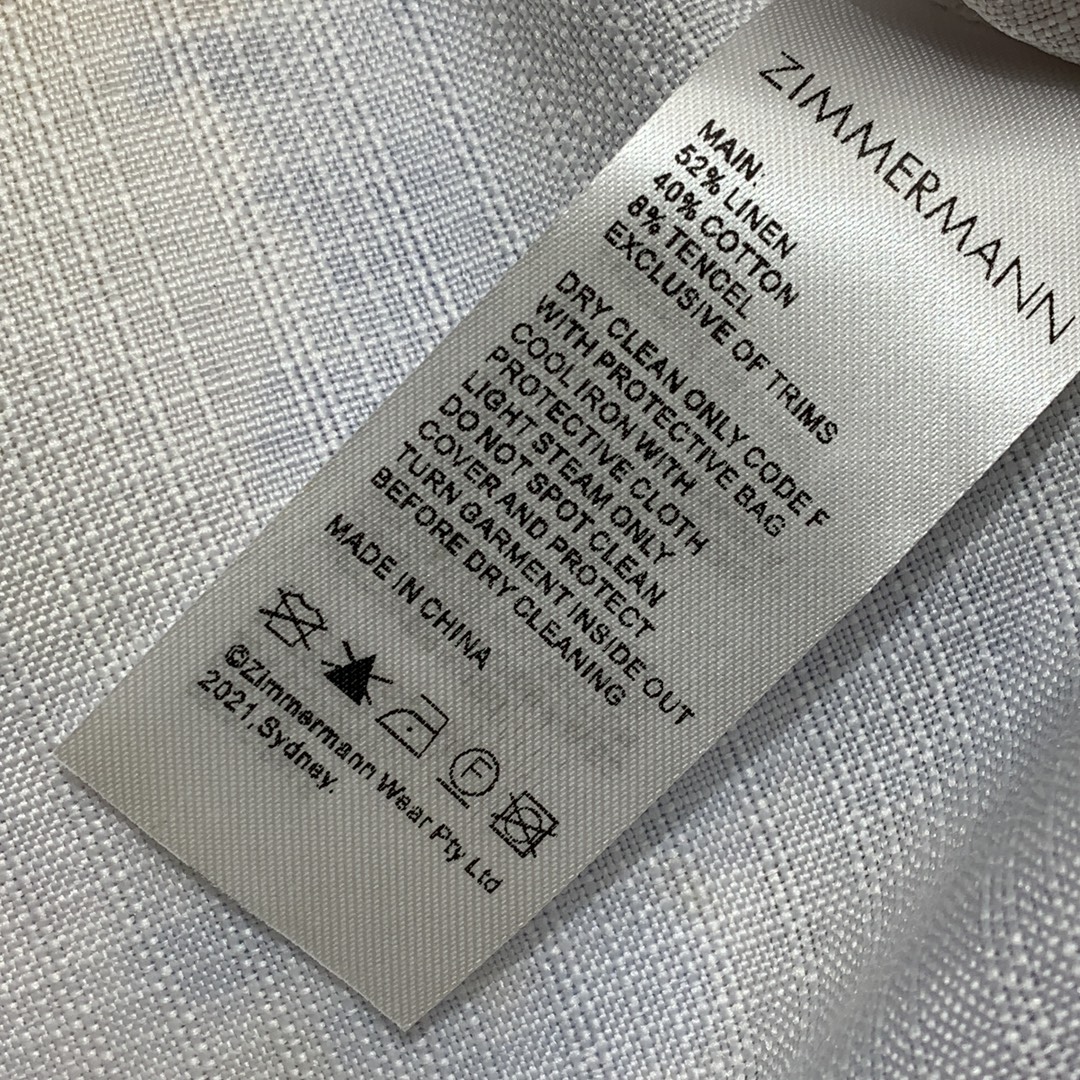 ZIMMERMANN
MAIN.
52% LINEN
40% COTTON
8% TENCEL
EXCLUSIVE OF TRIMS
DRY CLEAN ONLY CODE F
WITH PROTECTIVE BAG
COOL IRON WITH
PROTECTIVE CLOTH
LIGHT STEAM ONLY
DO NOT SPOT CLEAN
COVER AND PROTECT
TURN GARMENT INSIDE OUT
BEFORE DRY CLEANING
MADE IN CHINA
F
©Zimmermann Wear Pty Ltd
2021, Sydney.